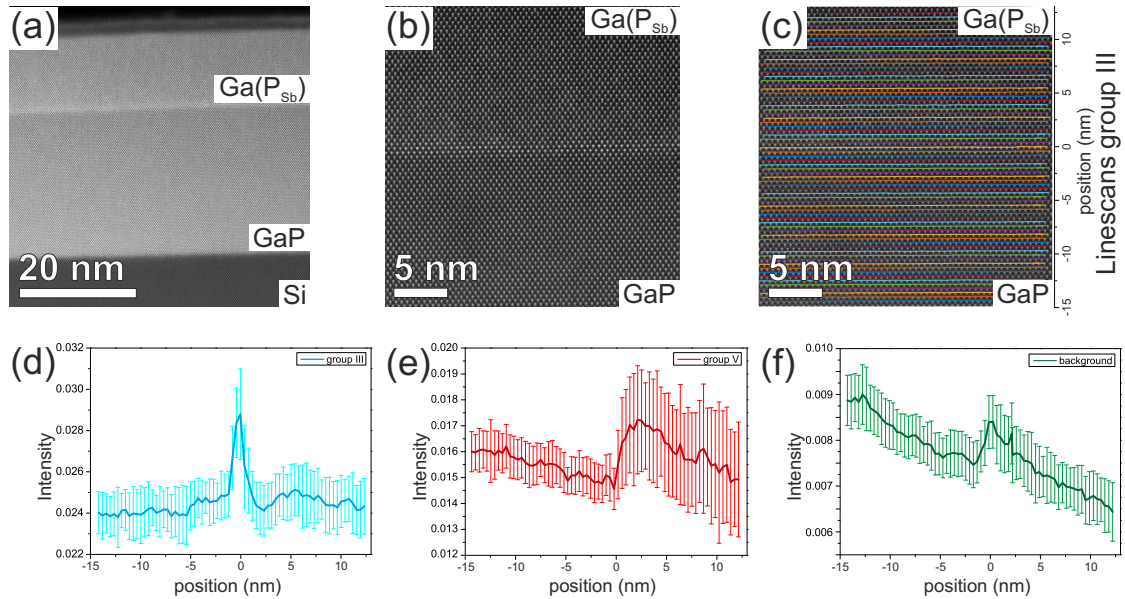 (a)
Ga(P_Sb)
GaP
20 nm
Si
(b)
Ga(P_Sb)
5 nm
GaP
(c)
Ga(P_Sb)
5 nm
GaP
10
5
0
-5
-10
-15
position (nm)
Linescans group III
(d)
group III
0.032
0.030
0.028
0.026
0.024
0.022
Intensity
-15
-10
-5
0
5
10
position (nm)
(e)
group V
0.020
0.019
0.018
0.017
0.016
0.015
0.014
0.013
0.012
Intensity
-15
-10
-5
0
5
10
position (nm)
(f)
background
0.010
0.009
0.008
0.007
0.006
Intensity
-15
-10
-5
0
5
10
position (nm)